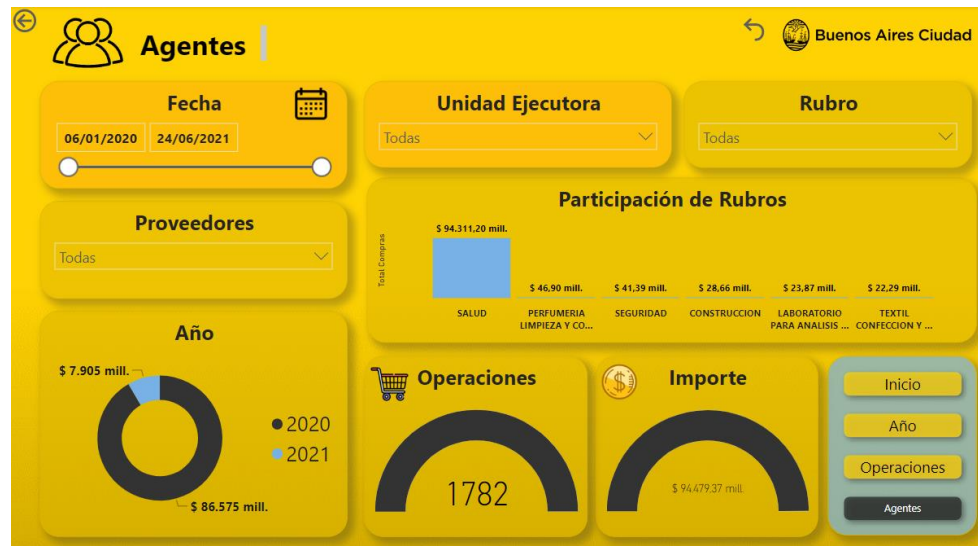 Agentes
Buenos Aires Ciudad
Fecha
06/01/2020 24/06/2021
Unidad Ejecutora
Todas
Rubro
Todas
Proveedores
Todas
Participación de Rubros
Total Compras
$ 94.311,20 mill.
$ 46,90 mill.
$ 41,39 mill.
$ 28,66 mill.
$ 23,87 mill.
$ 22,29 mill.
SALUD
PERFUMERIA
LIMPIEZA Y CO...
SEGURIDAD
CONSTRUCCION
LABORATORIO
PARA ANALISIS ...
TEXTIL
CONFECCION Y ...
Año
$ 7.905 mill.
2020
2021
$ 86.575 mill.
Operaciones
1782
Importe
$ 94.479,37 mill.
Inicio
Año
Operaciones
Agentes